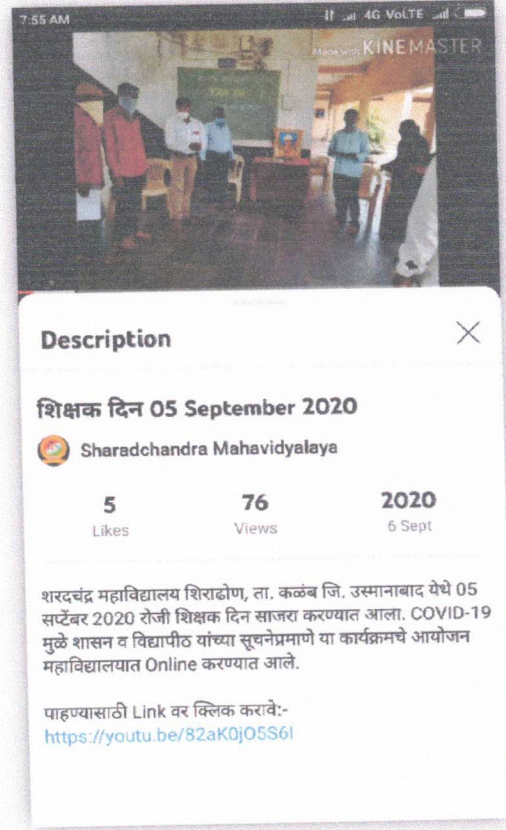 7:55 AM
4G VoLTE
Made with KINEMASTER
Description
शिक्षक दिन 05 September 2020
Sharadchandra Mahavidyalaya
5
76
2020
Likes
Views
6 Sept
शरदचंद्र महाविद्यालय शिराढोण, ता. कळंब जि. उस्मानाबाद येथे 05
सप्टेंबर 2020 रोजी शिक्षक दिन साजरा करण्यात आला. COVID-19
मुळे शासन व विद्यापीठ यांच्या सूचनेप्रमाणे या कार्यक्रमचे आयोजन
महाविद्यालयात Online करण्यात आले.
पाहण्यासाठी Link वर क्लिक करावे:-
https://youtu.be/82aK0jO5S6I